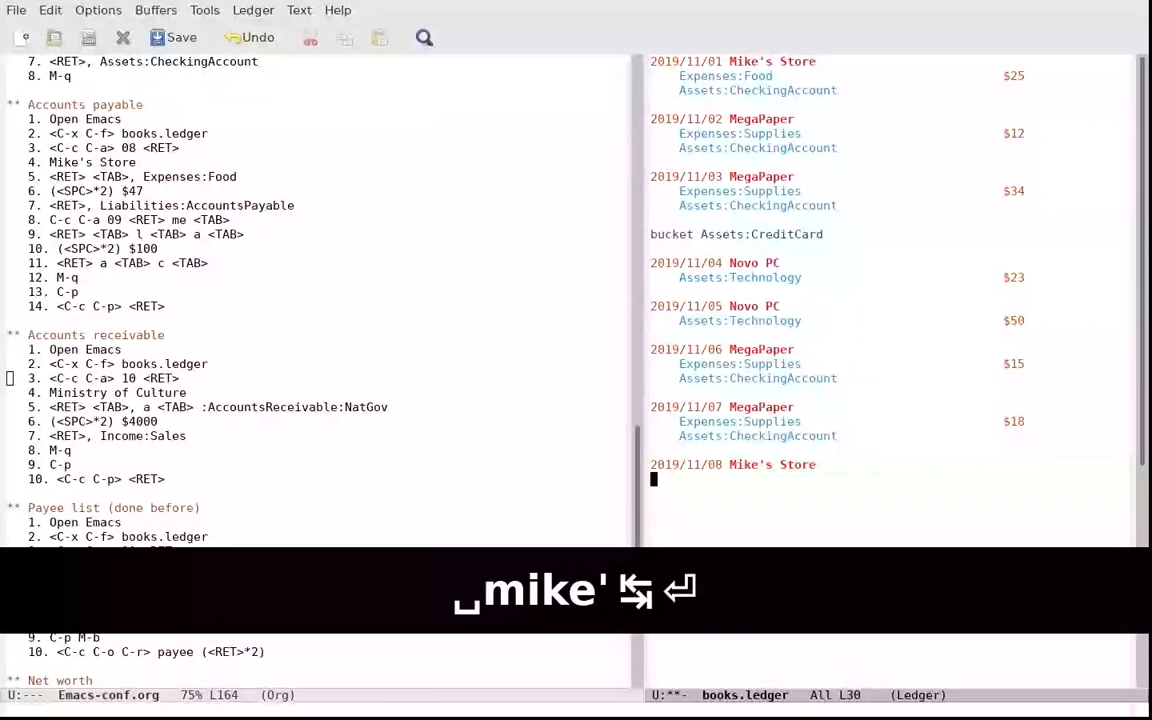 File Edit Options Buffers Tools Ledger Text Help
Save Undo
7. <RET>, Assets:CheckingAccount
8. M-q
** Accounts payable
1. Open Emacs
2. <C-x C-f> books.ledger
3. <C-c C-a> 08 <RET>
4. Mike's Store
5. <RET> <TAB>, Expenses:Food
6. (<SPC>*2) $47
7. <RET>, Liabilities:AccountsPayable
8. C-c C-a 09 <RET> me <TAB>
9. <RET> <TAB> l <TAB> a <TAB>
10. (<SPC>*2) $100
11. <RET> a <TAB> c <TAB>
12. M-q
13. C-p
14. <C-c C-p> <RET>
** Accounts receivable
1. Open Emacs
2. <C-x C-f> books.ledger
3. <C-c C-a> 10 <RET>
4. Ministry of Culture
5. <RET> <TAB>, a <TAB> :AccountsReceivable:NatGov
6. (<SPC>*2) $4000
7. <RET>, Income:Sales
8. M-q
9. C-p
10. <C-c C-p> <RET>
** Payee list (done before)
1. Open Emacs
2. <C-x C-f> books.ledger
9. C-p M-b
10. <C-c C-o C-r> payee (<RET>*2)
** Net worth
U:--- Emacs-conf.org 75% L164 (Org)
2019/11/01 Mike's Store
Expenses:Food $25
Assets:CheckingAccount
2019/11/02 MegaPaper
Expenses:Supplies $12
Assets:CheckingAccount
2019/11/03 MegaPaper
Expenses:Supplies $34
Assets:CheckingAccount
bucket Assets:CreditCard
2019/11/04 Novo PC
Assets:Technology $23
2019/11/05 Novo PC
Assets:Technology $50
2019/11/06 MegaPaper
Expenses:Supplies $15
Assets:CheckingAccount
2019/11/07 MegaPaper
Expenses:Supplies $18
Assets:CheckingAccount
2019/11/08 Mike's Store
U:**- books.ledger All L30 (Ledger)
␣mike'↹⏎